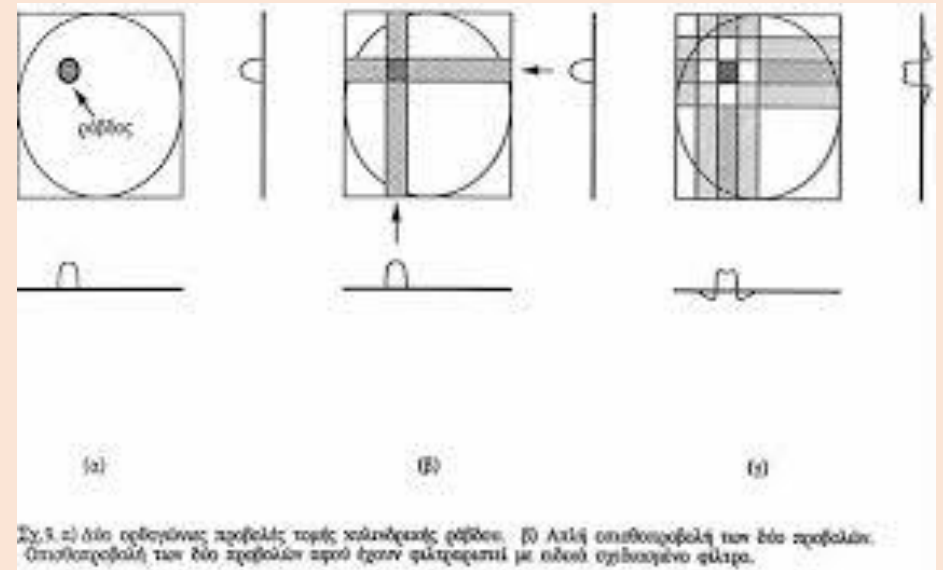 ράβδος
(α)
(β)
(γ)
Σχ. 9. α) Δύο ορθογώνιες προβολές τομής κυλινδρικής ράβδου. β) Απλή οπισθοπροβολή των δύο προβολών.
Οπισθοπροβολή των δύο προβολών αφού έχουν φιλτραριστεί με ειδικά σχεδιασμένο φίλτρο.